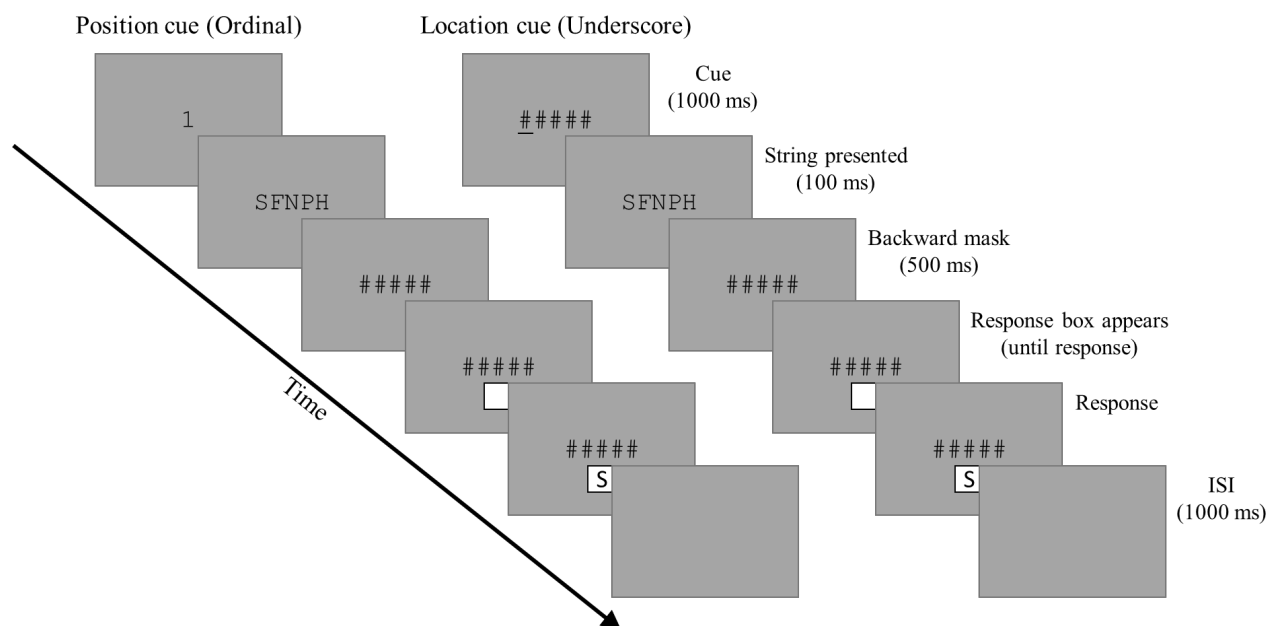 Position cue (Ordinal)
Location cue (Underscore)
1
#####
Cue
(1000 ms)
SFNPH
SFNPH
String presented
(100 ms)
#####
#####
Backward mask
(500 ms)
#####
#####
Response box appears
(until response)
Time
#####
#####
Response
S
S
ISI
(1000 ms)